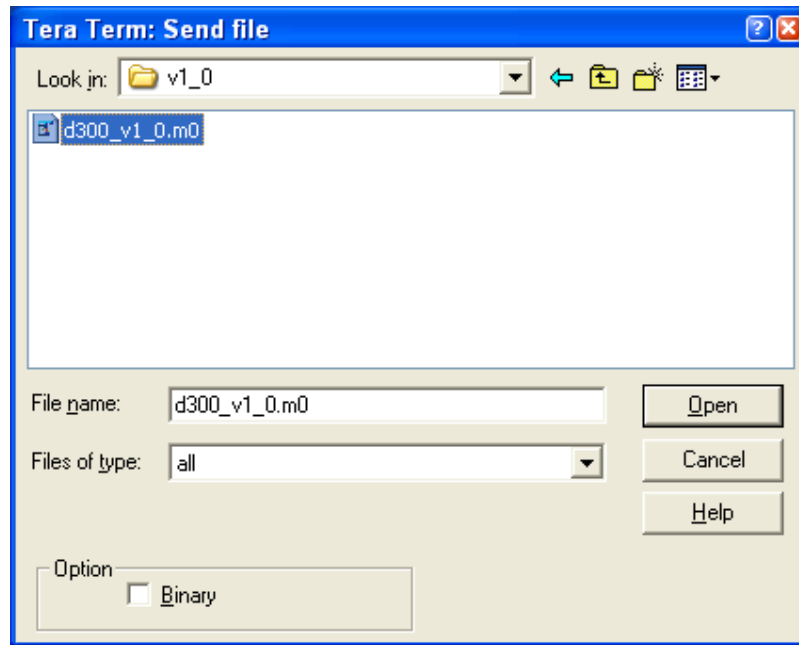 Tera Term: Send file
Look in: v1_0
d300_v1_0.m0
File name: d300_v1_0.m0 Open
Files of type: all Cancel
Help
Option
Binary